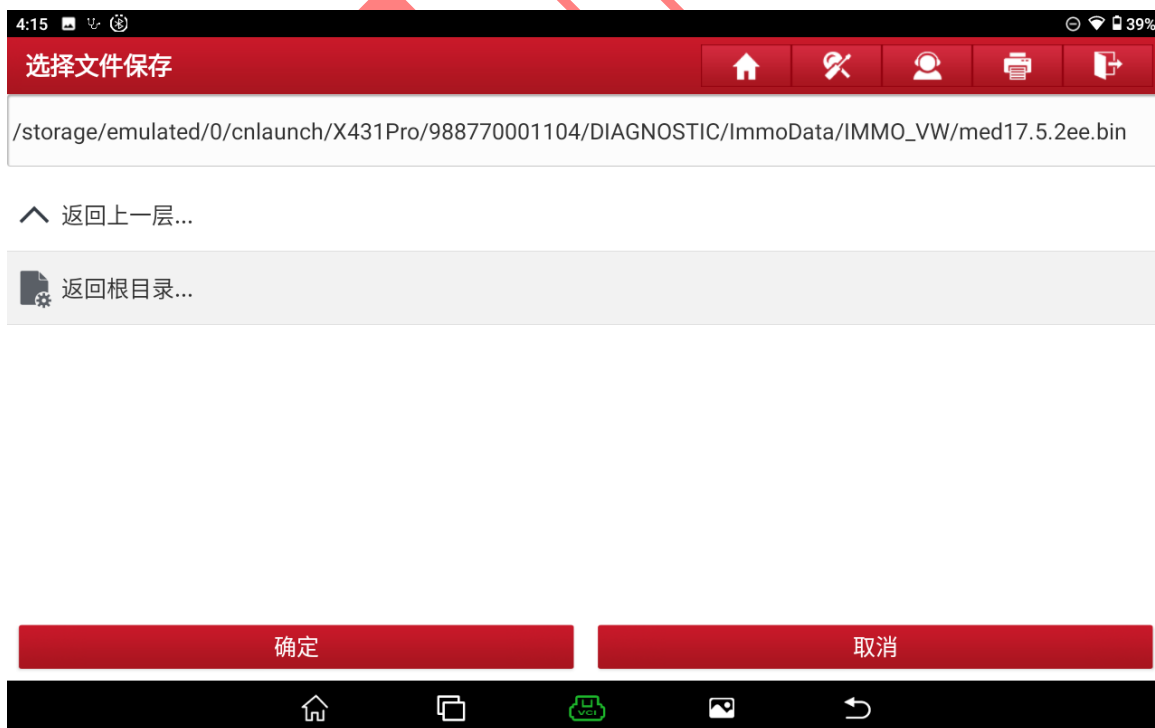 4:15
39%
选择文件保存
/storage/emulated/0/cnlaunch/X431Pro/988770001104/DIAGNOSTIC/ImmoData/IMMO_VW/med17.5.2ee.bin
返回上一层...
返回根目录...
确定
取消
VCI